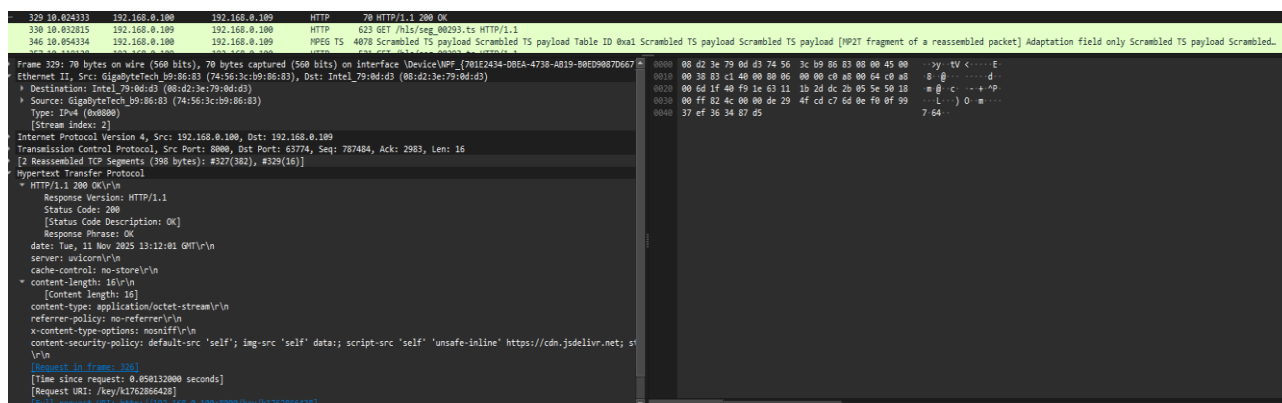 329 10.024333 192.168.0.100 192.168.0.109 HTTP 70 HTTP/1.1 200 OK
330 10.032815 192.168.0.109 192.168.0.100 HTTP 623 GET /hls/seg_00293.ts HTTP/1.1
346 10.054334 192.168.0.100 192.168.0.109 MPEG TS 4078 Scrambled TS payload Scrambled TS payload Table ID 0xa1 Scrambled TS payload Scrambled TS payload [MP2T fragment of a reassembled packet] Adaptation field only Scrambled TS payload Scrambled…
Frame 329: 70 bytes on wire (560 bits), 70 bytes captured (560 bits) on interface \Device\NPF_{701E2434-DBEA-4738-AB19-B0ED9087D667
Ethernet II, Src: GigaByteTech_b9:86:83 (74:56:3c:b9:86:83), Dst: Intel_79:0d:d3 (08:d2:3e:79:0d:d3)
Destination: Intel_79:0d:d3 (08:d2:3e:79:0d:d3)
Source: GigaByteTech_b9:86:83 (74:56:3c:b9:86:83)
Type: IPv4 (0x0800)
[Stream index: 2]
Internet Protocol Version 4, Src: 192.168.0.100, Dst: 192.168.0.109
Transmission Control Protocol, Src Port: 8000, Dst Port: 63774, Seq: 787484, Ack: 2983, Len: 16
[2 Reassembled TCP Segments (398 bytes): #327(382), #329(16)]
Hypertext Transfer Protocol
HTTP/1.1 200 OK\r\n
Response Version: HTTP/1.1
Status Code: 200
[Status Code Description: OK]
Response Phrase: OK
date: Tue, 11 Nov 2025 13:12:01 GMT\r\n
server: uvicorn\r\n
cache-control: no-store\r\n
content-length: 16\r\n
[Content length: 16]
content-type: application/octet-stream\r\n
referrer-policy: no-referrer\r\n
x-content-type-options: nosniff\r\n
content-security-policy: default-src 'self'; img-src 'self' data:; script-src 'self' 'unsafe-inline' https://cdn.jsdelivr.net; st
\r\n
[Request in frame: 326]
[Time since request: 0.050132000 seconds]
[Request URI: /key/k1762866428]
0000 08 d2 3e 79 0d d3 74 56 3c b9 86 83 08 00 45 00 ··>y··tV <·····E·
0010 00 38 83 c1 40 00 80 06 00 00 c0 a8 00 64 c0 a8 ·8··@··· ·····d··
0020 00 6d 1f 40 f9 1e 63 11 1b 2d dc 2b 05 5e 50 18 ·m·@··c· ·-·+·^P·
0030 00 ff 82 4c 00 00 de 29 4f cd c7 6d 0e f0 0f 99 ···L···) O··m····
0040 37 ef 36 34 87 d5 7·64··